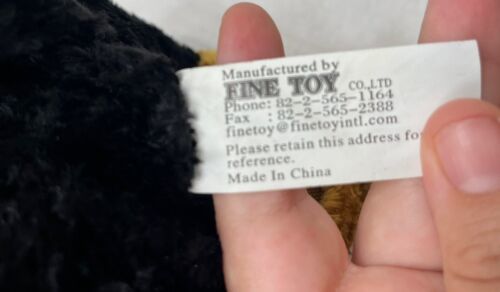 Manufactured by
FINE TOY CO.,LTD
Phone: 82-2-565-1164
Fax : 82-2-565-2388
finetoy@finetoyintl.com
Please retain this address
reference.
Made In China